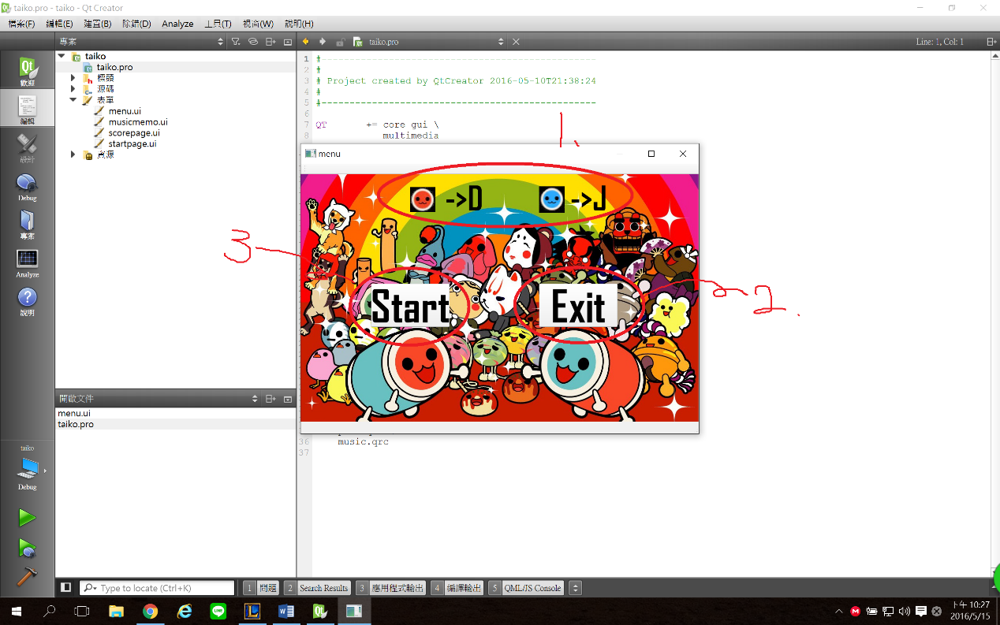 taiko.pro - taiko - Qt Creator
檔案(F) 編輯(E) 建置(B) 除錯(D) Analyze 工具(T) 視窗(W) 說明(H)
專案
taiko.pro
Line: 1, Col: 1
Qt
歡迎
編輯
設計
Debug
專案
Analyze
說明
taiko
taiko.pro
標頭
源碼
表單
menu.ui
musicmemo.ui
scorepage.ui
startpage.ui
資源
1 #-------------------------------------------------
2 #
3 # Project created by QtCreator 2016-05-10T21:38:24
4 #
5 #-------------------------------------------------
6
7 QT += core gui \
8 multimedia
1.
menu
->D ->J
3
Start Exit
2.
36 music.qrc
37
開啟文件
menu.ui
taiko.pro
taiko
Debug
Type to locate (Ctrl+K)
1 問題 2 Search Results 3 應用程式輸出 4 編譯輸出 5 QML/JS Console
下午 10:27
2016/5/15